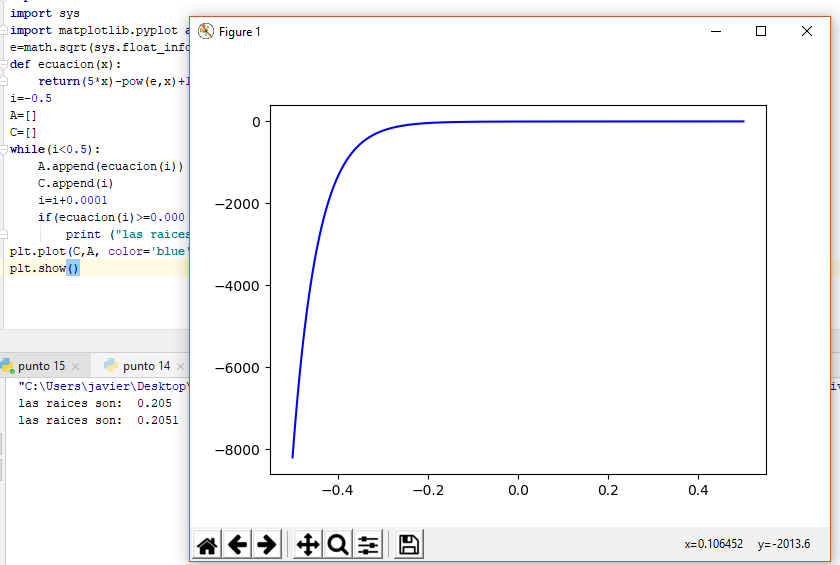 import sys
import matplotlib.pyplot a
e=math.sqrt(sys.float_info
def ecuacion(x):
return(5*x)-pow(e,x)+1
i=-0.5
A=[]
C=[]
while(i<0.5):
A.append(ecuacion(i))
C.append(i)
i=i+0.0001
if(ecuacion(i)>=0.000
print ("las raices
plt.plot(C,A, color='blue'
plt.show()
punto 15
punto 14
"C:\Users\javier\Desktop\
las raices son:  0.205
las raices son:  0.2051
Figure 1
0
−2000
−4000
−6000
−8000
−0.4 −0.2 0.0 0.2 0.4
x=0.106452 y=-2013.6